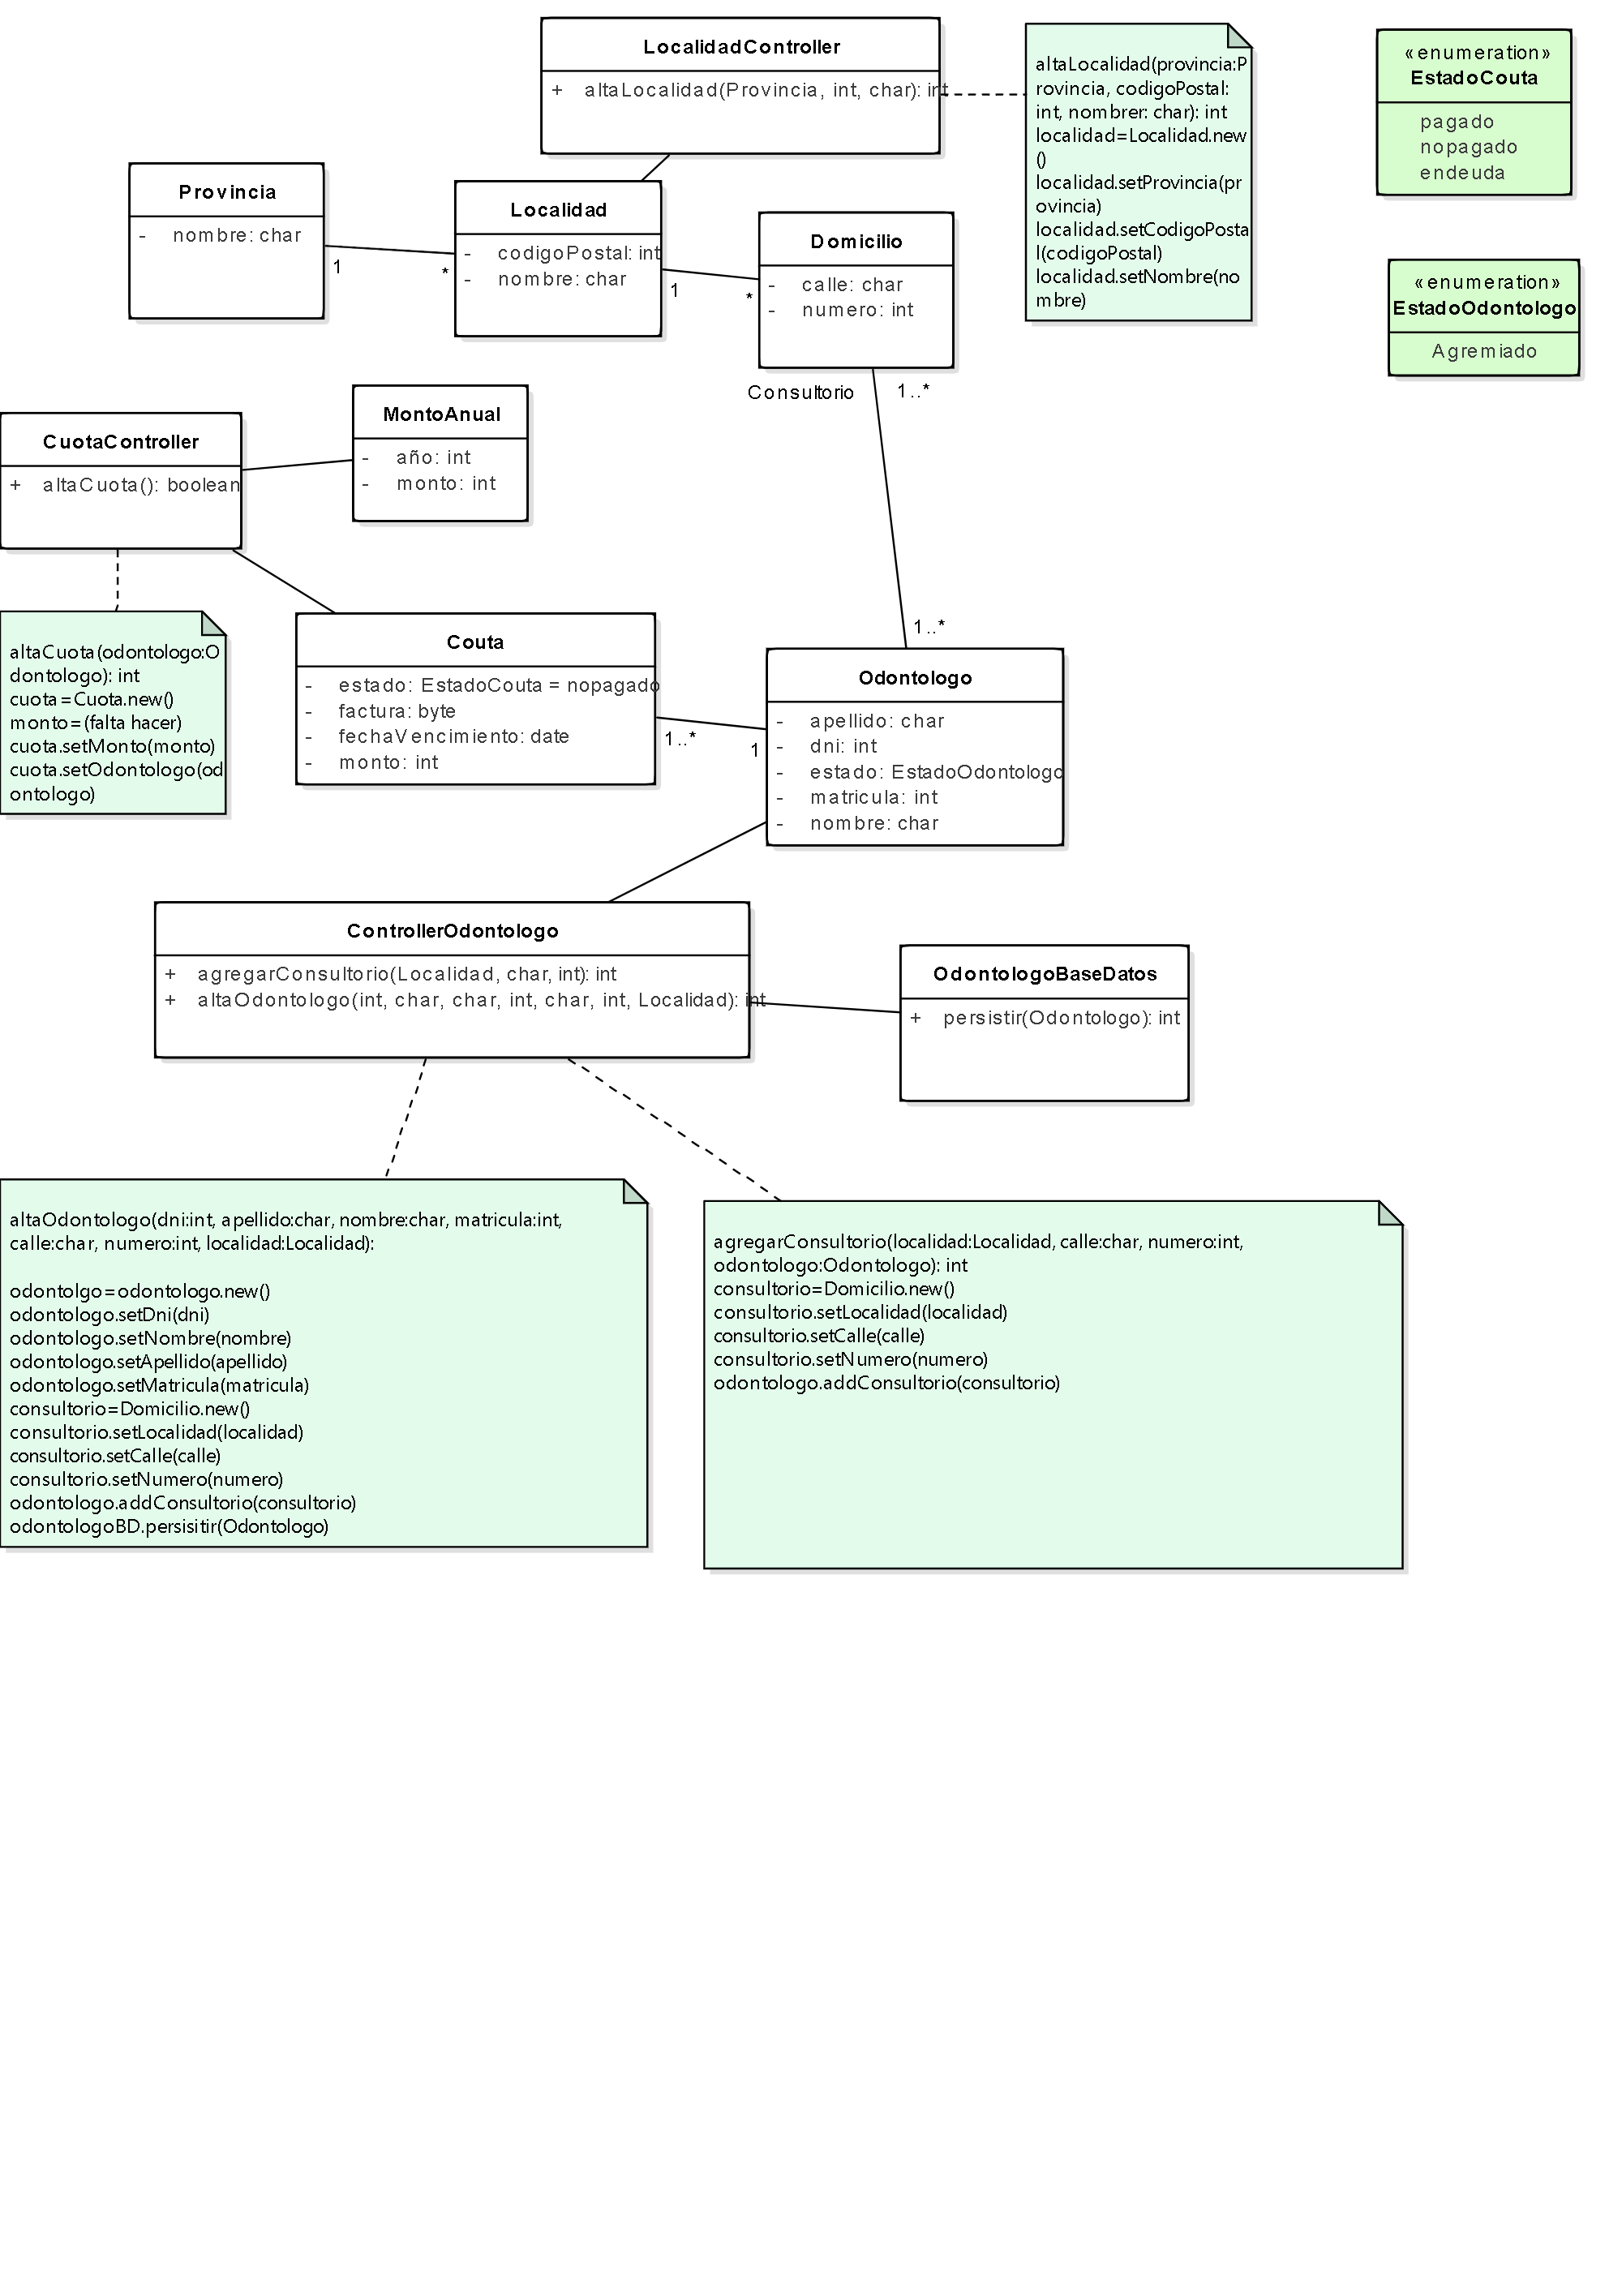 LocalidadController
+ altaLocalidad(Provincia, int, char): int
altaLocalidad(provincia:P
rovincia, codigoPostal:
int, nombrer: char): int
localidad=Localidad.new
()
localidad.setProvincia(pr
ovincia)
localidad.setCodigoPosta
l(codigoPostal)
localidad.setNombre(no
mbre)
«enumeration»
EstadoCouta
pagado
nopagado
endeuda
«enumeration»
EstadoOdontologo
Agremiado
Provincia
- nombre: char
1
*
Localidad
- codigoPostal: int
- nombre: char
1
*
Domicilio
- calle: char
- numero: int
Consultorio
1..*
1..*
CuotaController
+ altaCuota(): boolean
MontoAnual
- año: int
- monto: int
altaCuota(odontologo:O
dontologo): int
cuota=Cuota.new()
monto=(falta hacer)
cuota.setMonto(monto)
cuota.setOdontologo(od
ontologo)
Couta
- estado: EstadoCouta = nopagado
- factura: byte
- fechaVencimiento: date
- monto: int
1..*
1
Odontologo
- apellido: char
- dni: int
- estado: EstadoOdontologo
- matricula: int
- nombre: char
ControllerOdontologo
+ agregarConsultorio(Localidad, char, int): int
+ altaOdontologo(int, char, char, int, char, int, Localidad): int
OdontologoBaseDatos
+ persistir(Odontologo): int
altaOdontologo(dni:int, apellido:char, nombre:char, matricula:int,
calle:char, numero:int, localidad:Localidad):
odontolgo=odontologo.new()
odontologo.setDni(dni)
odontologo.setNombre(nombre)
odontologo.setApellido(apellido)
odontologo.setMatricula(matricula)
consultorio=Domicilio.new()
consultorio.setLocalidad(localidad)
consultorio.setCalle(calle)
consultorio.setNumero(numero)
odontologo.addConsultorio(consultorio)
odontologoBD.persisitir(Odontologo)
agregarConsultorio(localidad:Localidad, calle:char, numero:int,
odontologo:Odontologo): int
consultorio=Domicilio.new()
consultorio.setLocalidad(localidad)
consultorio.setCalle(calle)
consultorio.setNumero(numero)
odontologo.addConsultorio(consultorio)